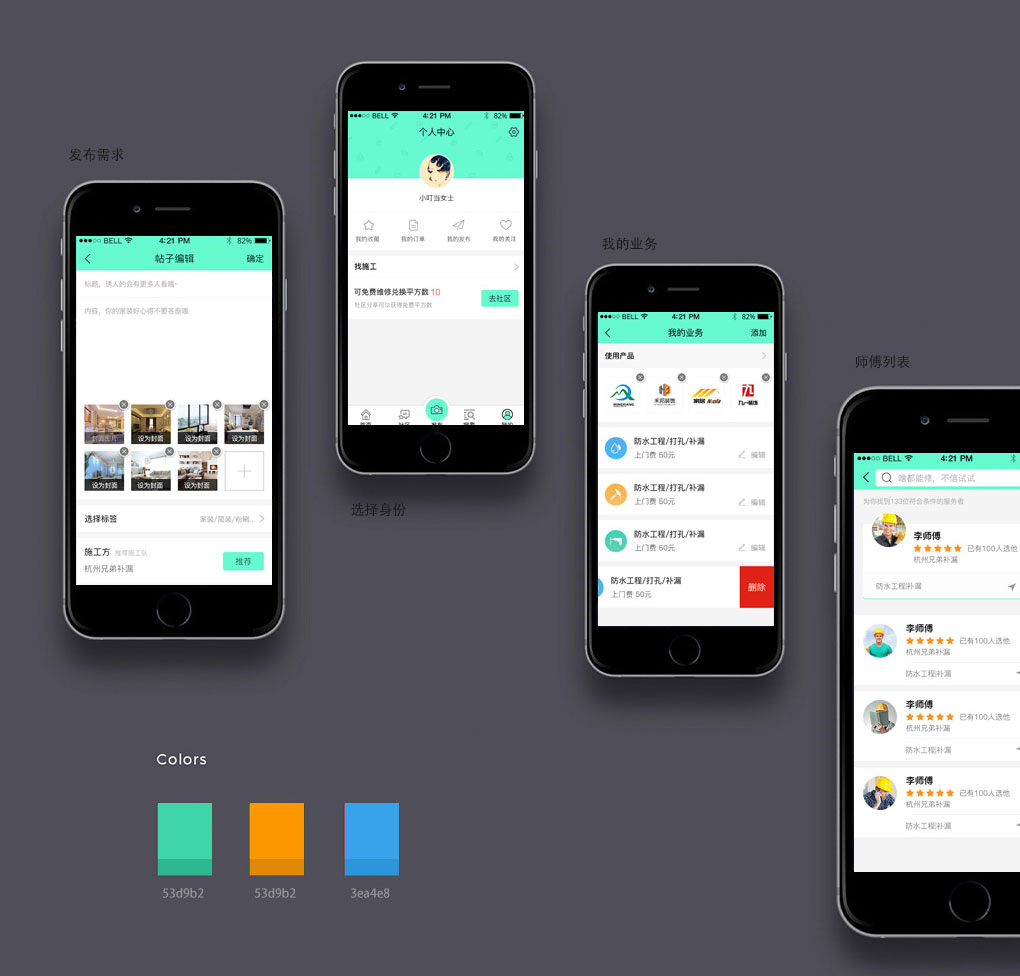 发布需求
●●●○○ BELL 4:21 PM 82%
帖子编辑 确定
标题，诱人的会有更多人看哦~
内容，你的家装好心得不要吝啬哦
设为封面 设为封面 设为封面
设为封面 设为封面 设为封面
选择标签 家装/简装/粉刷...
施工方 推荐施工队
杭州兄弟补漏 推荐
●●●○○ BELL 4:21 PM 82%
个人中心
小叮当女士
我的收藏 我的订单 我的发布 我的关注
找施工
可免费维修兑换平方数 10
社区分享可以获得免费平方数
去社区
选择身份
我的业务
●●●○○ BELL 4:21 PM 82%
我的业务 添加
使用产品
禾邦装饰 九一装饰
防水工程/打孔/补漏
上门费 50元 编辑
防水工程/打孔/补漏
上门费 50元 编辑
防水工程/打孔/补漏
上门费 50元 编辑
防水工程/打孔/补漏
上门费 50元
删除
师傅列表
●●●○○ BELL 4:21 PM
啥都能修，不信试试
为你找到133位符合条件的服务者
李师傅
已有100人选他
杭州兄弟补漏
防水工程|补漏
李师傅
已有100人选他
杭州兄弟补漏
防水工程|补漏
李师傅
已有100人选他
杭州兄弟补漏
防水工程|补漏
李师傅
已有100人选他
杭州兄弟补漏
防水工程|补漏
Colors
53d9b2 53d9b2 3ea4e8